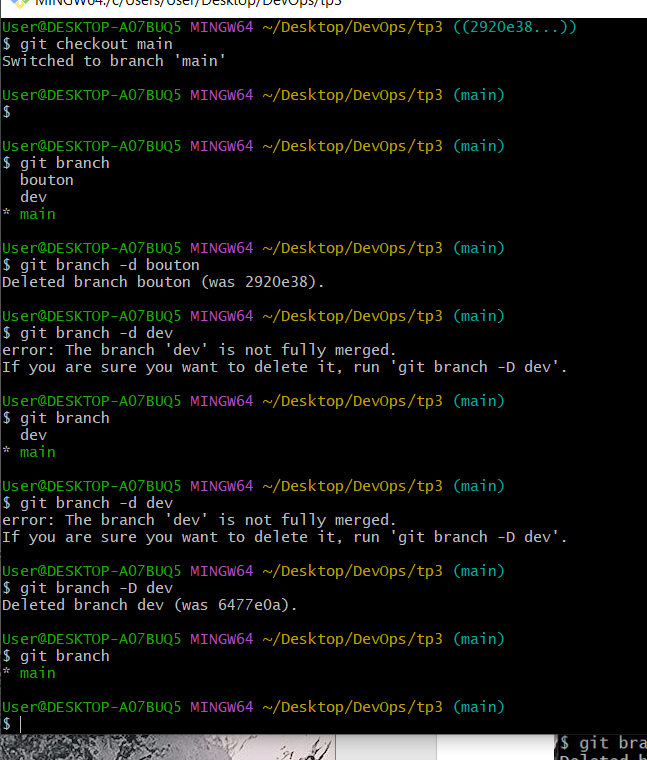 MINGW64:/c/Users/User/Desktop/DevOps/tp3
User@DESKTOP-A07BUQ5 MINGW64 ~/Desktop/DevOps/tp3 ((2920e38...))
$ git checkout main
Switched to branch 'main'
User@DESKTOP-A07BUQ5 MINGW64 ~/Desktop/DevOps/tp3 (main)
$
User@DESKTOP-A07BUQ5 MINGW64 ~/Desktop/DevOps/tp3 (main)
$ git branch
bouton
dev
* main
User@DESKTOP-A07BUQ5 MINGW64 ~/Desktop/DevOps/tp3 (main)
$ git branch -d bouton
Deleted branch bouton (was 2920e38).
User@DESKTOP-A07BUQ5 MINGW64 ~/Desktop/DevOps/tp3 (main)
$ git branch -d dev
error: The branch 'dev' is not fully merged.
If you are sure you want to delete it, run 'git branch -D dev'.
User@DESKTOP-A07BUQ5 MINGW64 ~/Desktop/DevOps/tp3 (main)
$ git branch
dev
* main
User@DESKTOP-A07BUQ5 MINGW64 ~/Desktop/DevOps/tp3 (main)
$ git branch -d dev
error: The branch 'dev' is not fully merged.
If you are sure you want to delete it, run 'git branch -D dev'.
User@DESKTOP-A07BUQ5 MINGW64 ~/Desktop/DevOps/tp3 (main)
$ git branch -D dev
Deleted branch dev (was 6477e0a).
User@DESKTOP-A07BUQ5 MINGW64 ~/Desktop/DevOps/tp3 (main)
$ git branch
* main
User@DESKTOP-A07BUQ5 MINGW64 ~/Desktop/DevOps/tp3 (main)
$
$ git bra